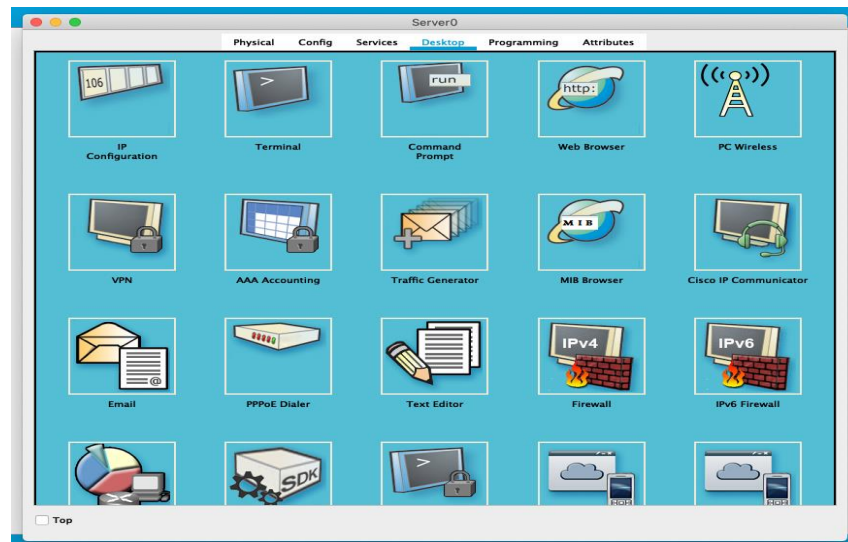 Server0
Physical Config Services Desktop Programming Attributes
106
>
run
http:
((()))
IP
Configuration
Terminal
Command
Prompt
Web Browser
PC Wireless
MIB
VPN
AAA Accounting
Traffic Generator
MIB Browser
Cisco IP Communicator
@
IPv4
IPv6
Email
PPPoE Dialer
Text Editor
Firewall
IPv6 Firewall
SDK
>
Top